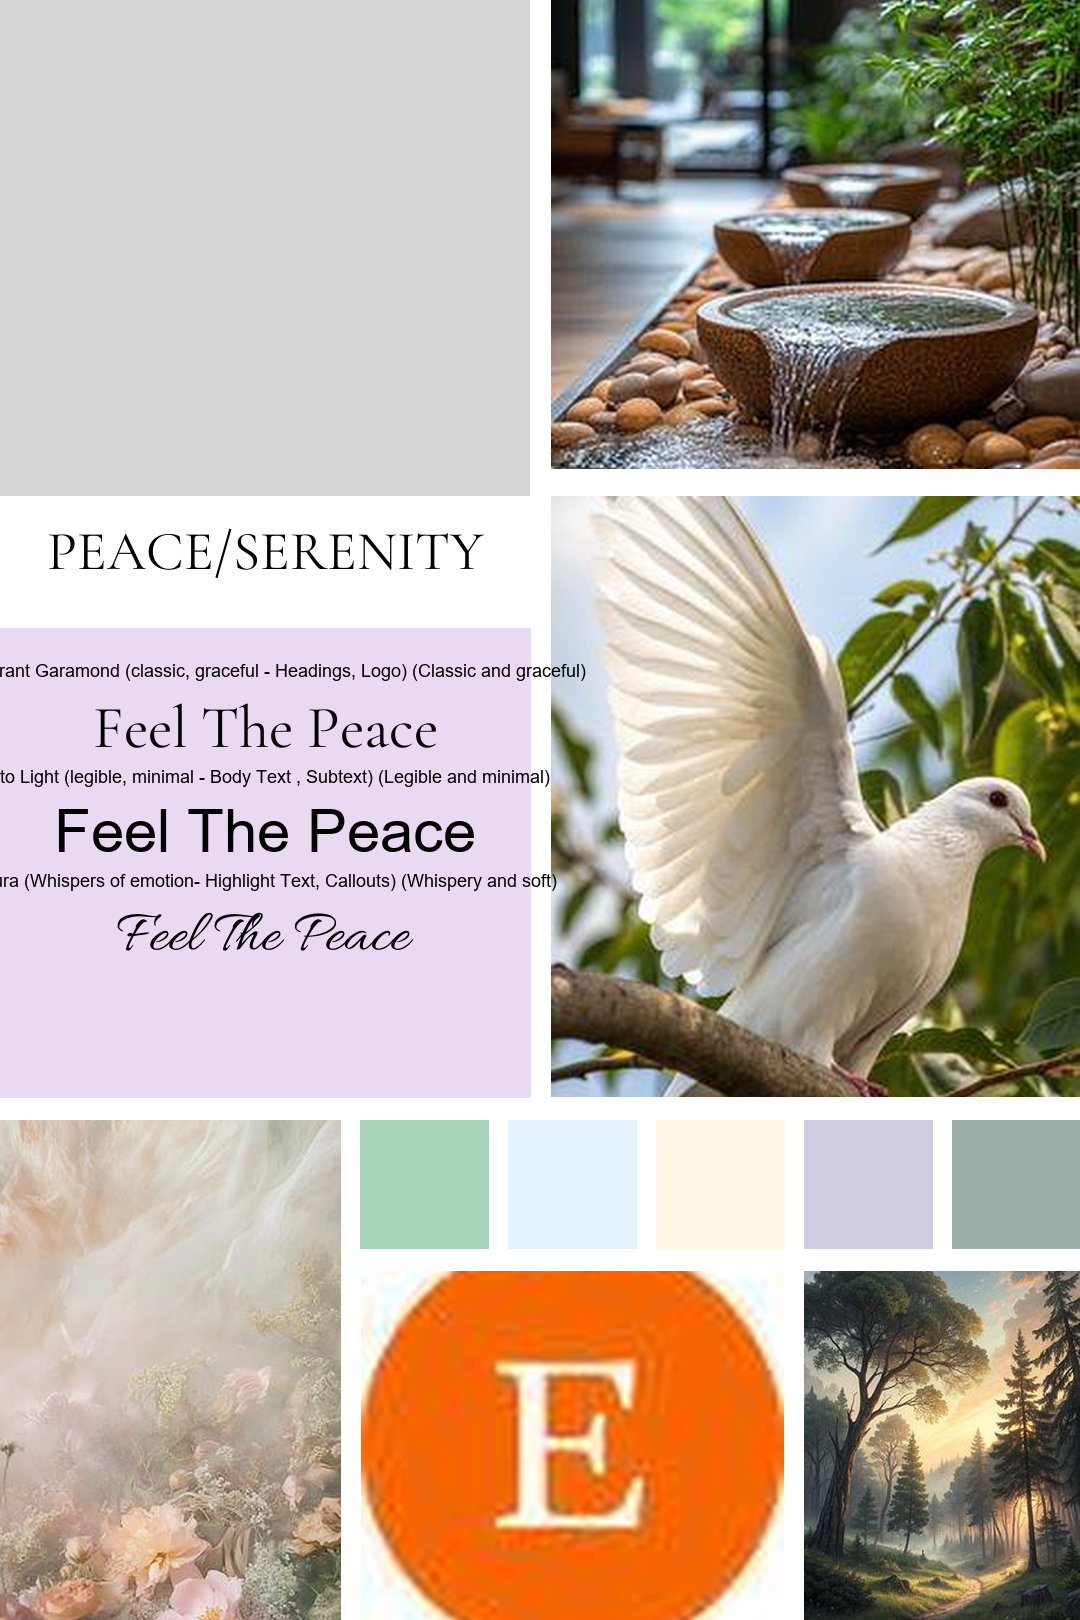 PEACE/SERENITY
rant Garamond (classic, graceful - Headings, Logo) (Classic and graceful)
Feel The Peace
to Light (legible, minimal - Body Text , Subtext) (Legible and minimal)
Feel The Peace
ura (Whispers of emotion- Highlight Text, Callouts) (Whispery and soft)
Feel The Peace
E